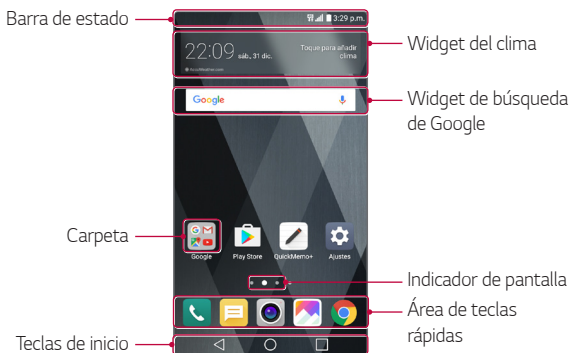 Barra de estado
3:29 p.m.
22:09 sáb., 31 dic.
Toque para añadir
clima
AccuWeather.com
Widget del clima
Google
Widget de búsqueda
de Google
Carpeta
Google
Play Store
QuickMemo+
Ajustes
Indicador de pantalla
Área de teclas
rápidas
Teclas de inicio